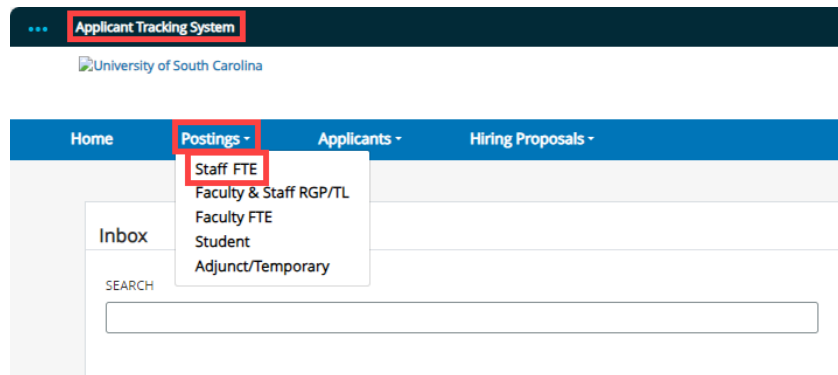 ••• Applicant Tracking System
University of South Carolina
Home Postings Applicants Hiring Proposals
Staff FTE
Faculty & Staff RGP/TL
Faculty FTE
Student
Adjunct/Temporary
Inbox
SEARCH